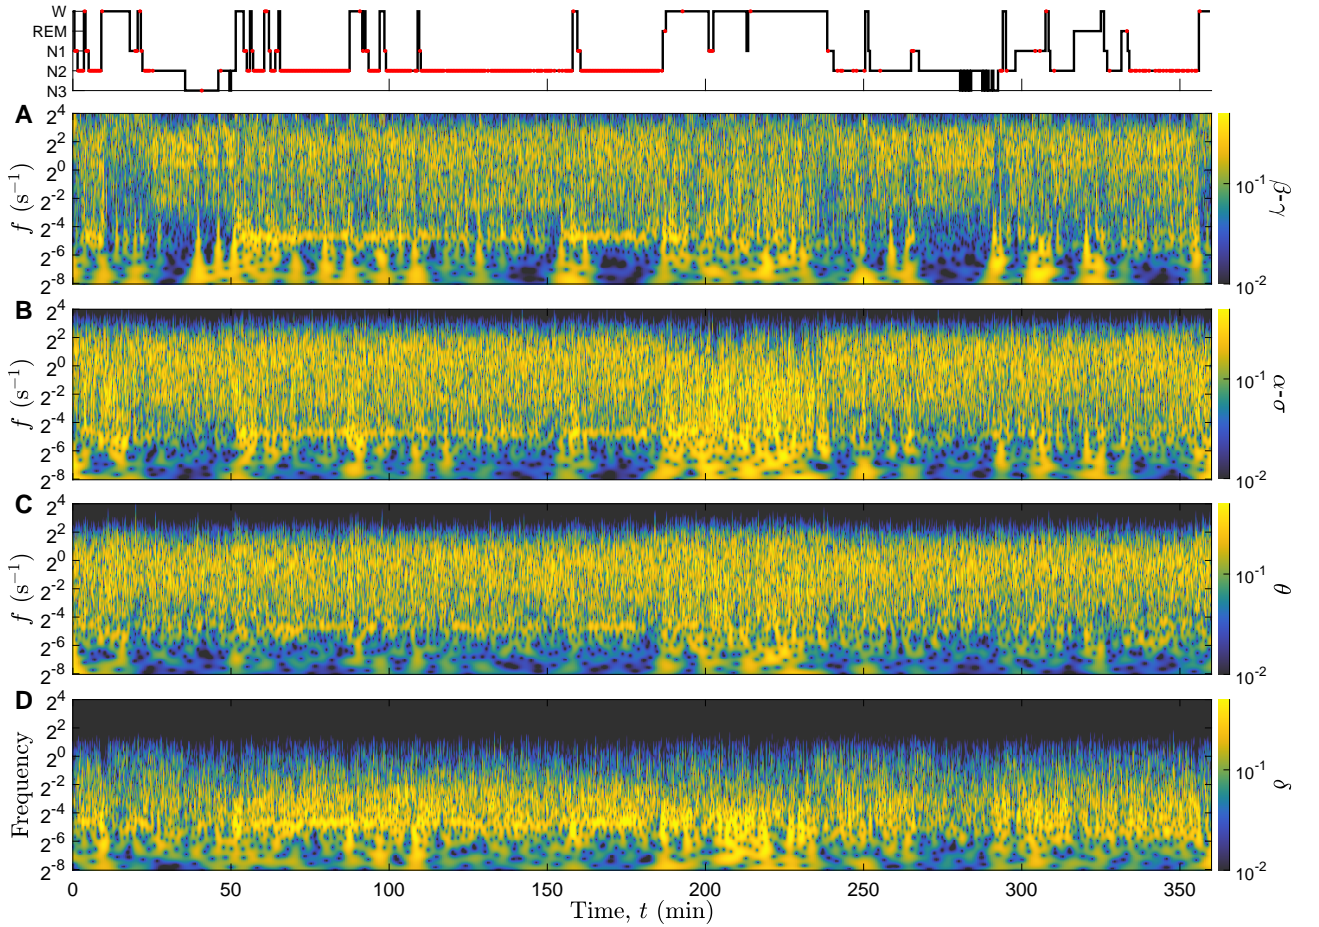 W
REM
N1
N2
N3
A
2^4
2^2
2^0
2^-2
2^-4
2^-6
2^-8
f (s^-1)
10^-1
10^-2
β-γ
B
2^4
2^2
2^0
2^-2
2^-4
2^-6
2^-8
f (s^-1)
10^-1
10^-2
α-σ
C
2^4
2^2
2^0
2^-2
2^-4
2^-6
2^-8
f (s^-1)
10^-1
10^-2
θ
D
2^4
2^2
2^0
2^-2
2^-4
2^-6
2^-8
Frequency
10^-1
10^-2
δ
0 50 100 150 200 250 300 350
Time, t (min)